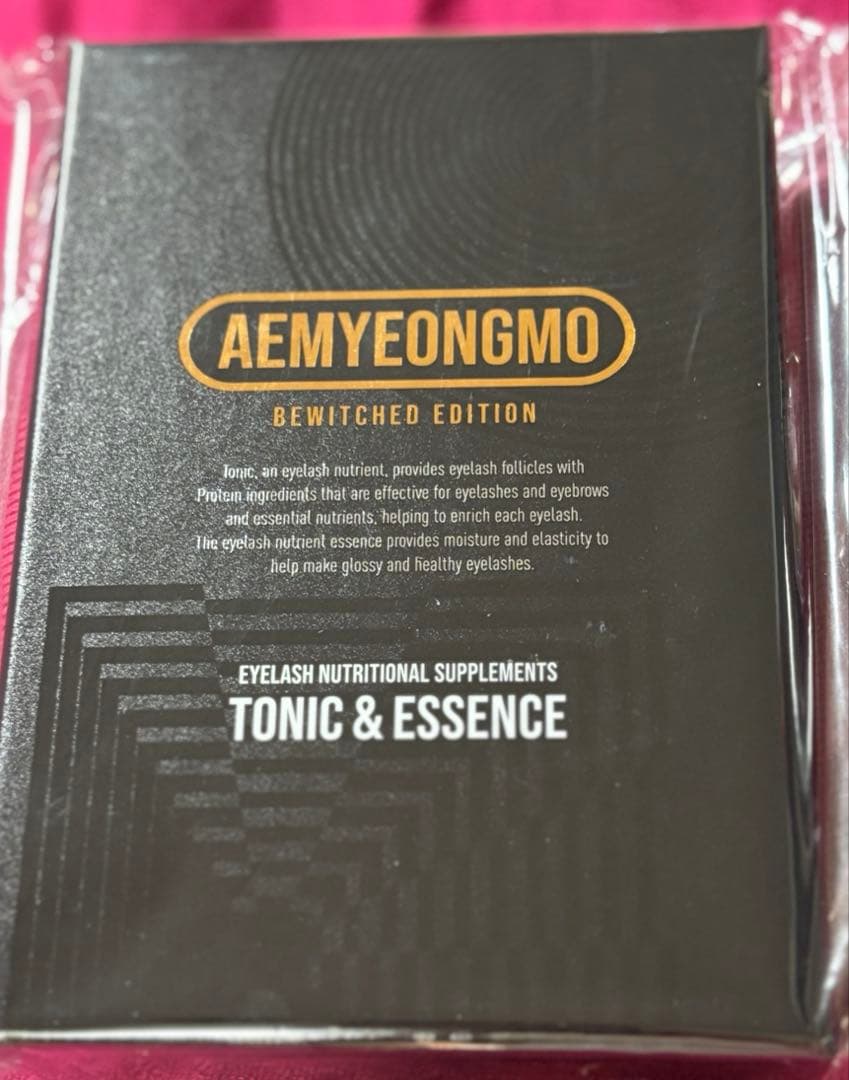 AEMYEONGMO
BEWITCHED EDITION
Tonic, an eyelash nutrient, provides eyelash follicles with
Protein ingredients that are effective for eyelashes and eyebrows
and essential nutrients, helping to enrich each eyelash.
The eyelash nutrient essence provides moisture and elasticity to
help make glossy and healthy eyelashes.
EYELASH NUTRITIONAL SUPPLEMENTS
TONIC & ESSENCE